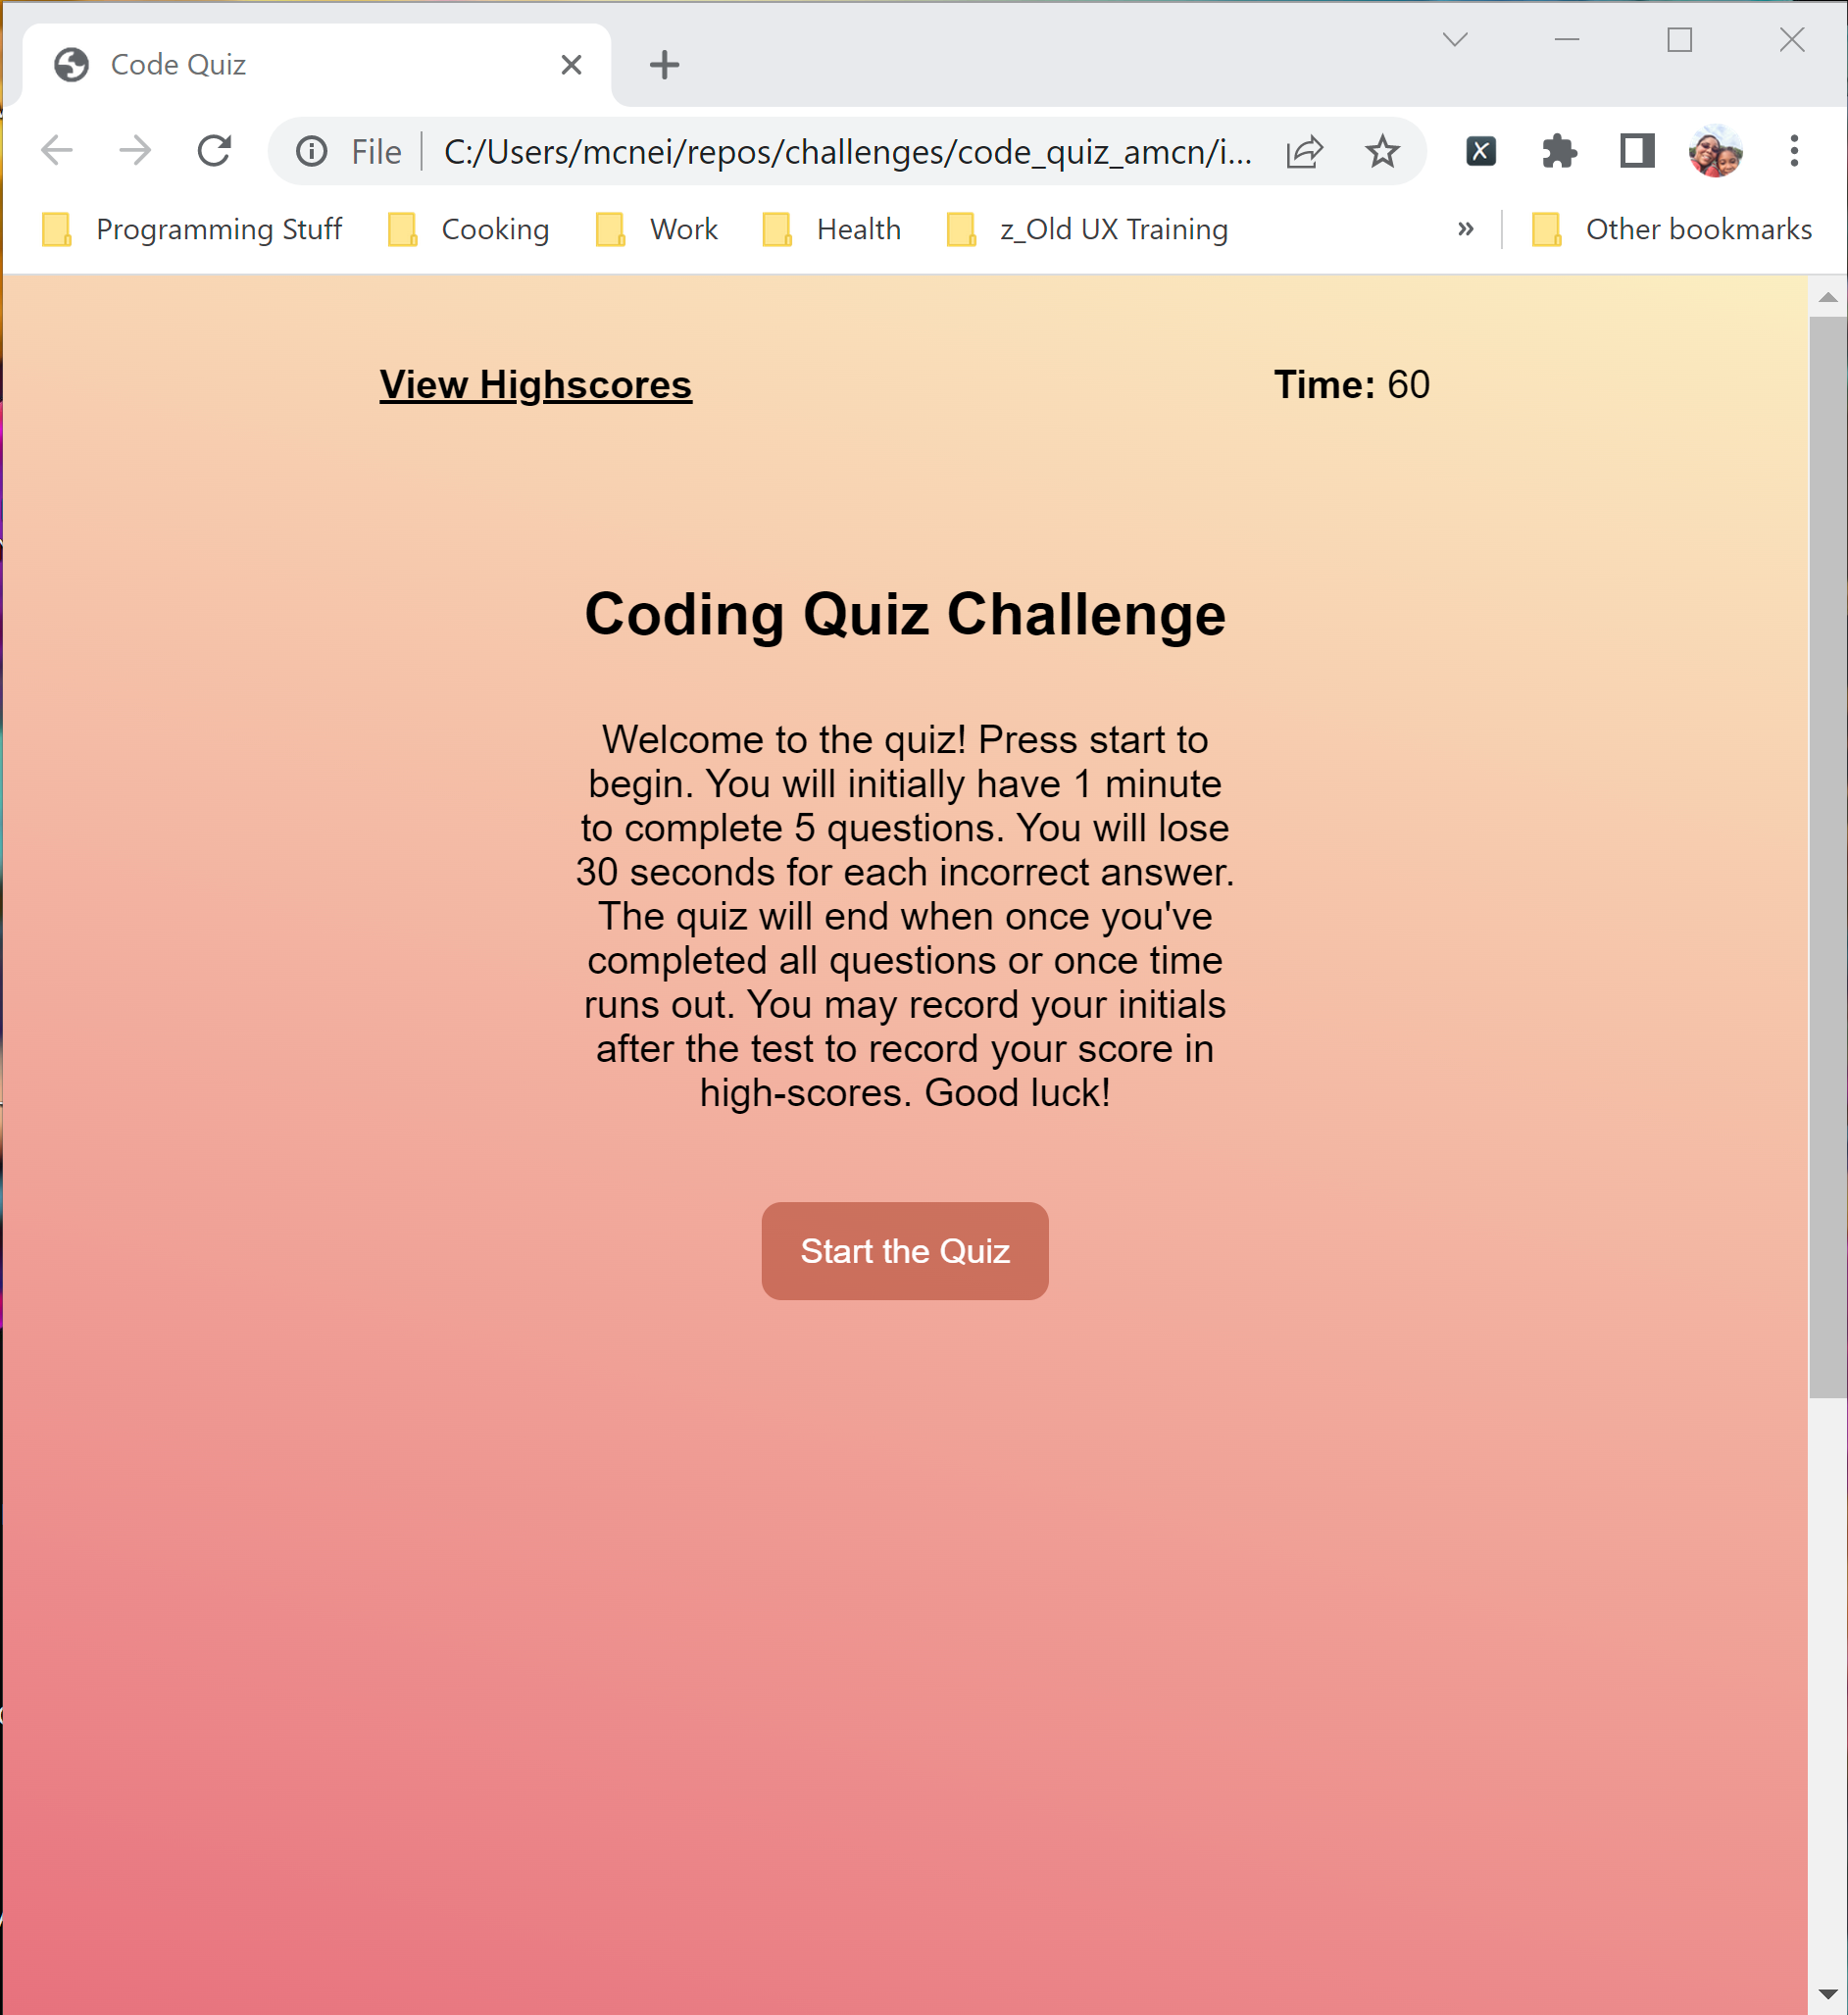 Code Quiz
File C:/Users/mcnei/repos/challenges/code_quiz_amcn/i...
Programming Stuff Cooking Work Health z_Old UX Training » Other bookmarks
View Highscores Time: 60
Coding Quiz Challenge
Welcome to the quiz! Press start to
begin. You will initially have 1 minute
to complete 5 questions. You will lose
30 seconds for each incorrect answer.
The quiz will end when once you've
completed all questions or once time
runs out. You may record your initials
after the test to record your score in
high-scores. Good luck!
Start the Quiz